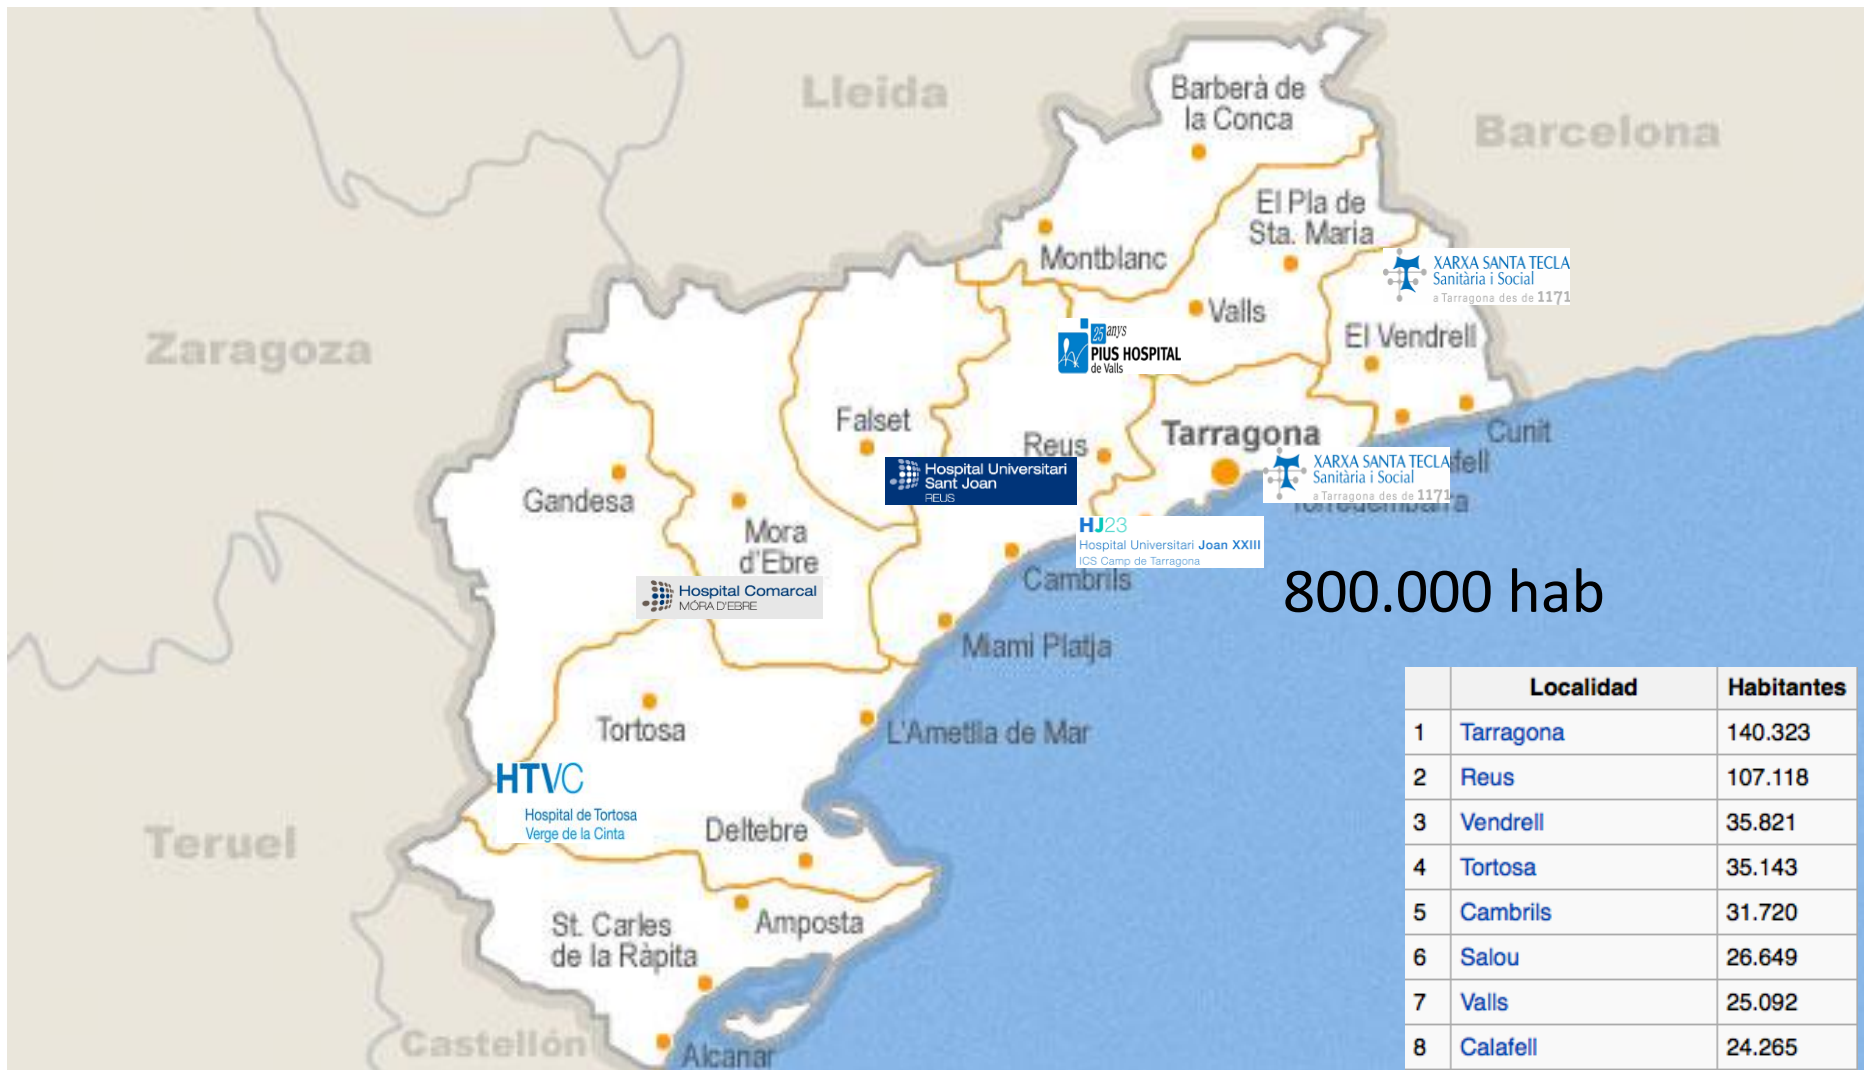 Lleida
Barcelona
Barberà de
la Conca
El Pla de
Sta. Maria
Montblanc
XARXA SANTA TECLA
Sanitària i Social
a Tarragona des de 1171
Valls
El Vendrell
25 anys
PIUS HOSPITAL
de Valls
Zaragoza
Falset
Reus
Tarragona
Cunit
Hospital Universitari
Sant Joan
REUS
XARXA SANTA TECLA
Sanitària i Social
a Tarragona des de 1171
Gandesa
Mora
d'Ebre
HJ23
Hospital Universitari Joan XXIII
ICS Camp de Tarragona
Cambrils
800.000 hab
Hospital Comarcal
MÓRA D'EBRE
Miami Platja
Tortosa
L'Ametlla de Mar
HTVC
Hospital de Tortosa
Verge de la Cinta
Deltebre
Teruel
Amposta
St. Carles
de la Ràpita
Castellón
Alcanar
Localidad Habitantes
1 Tarragona 140.323
2 Reus 107.118
3 Vendrell 35.821
4 Tortosa 35.143
5 Cambrils 31.720
6 Salou 26.649
7 Valls 25.092
8 Calafell 24.265